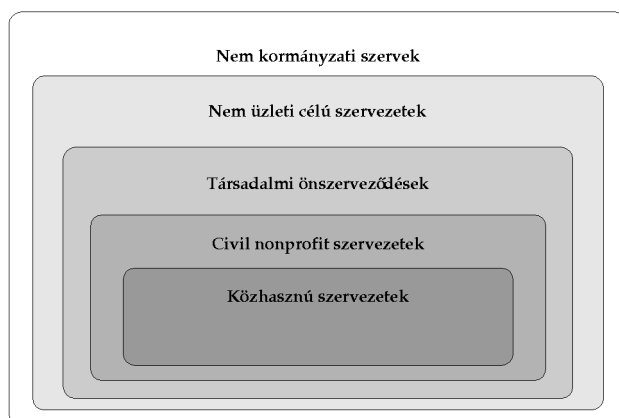 Nem kormányzati szervek
Nem üzleti célú szervezetek
Társadalmi önszerveződések
Civil nonprofit szervezetek
Közhasznú szervezetek